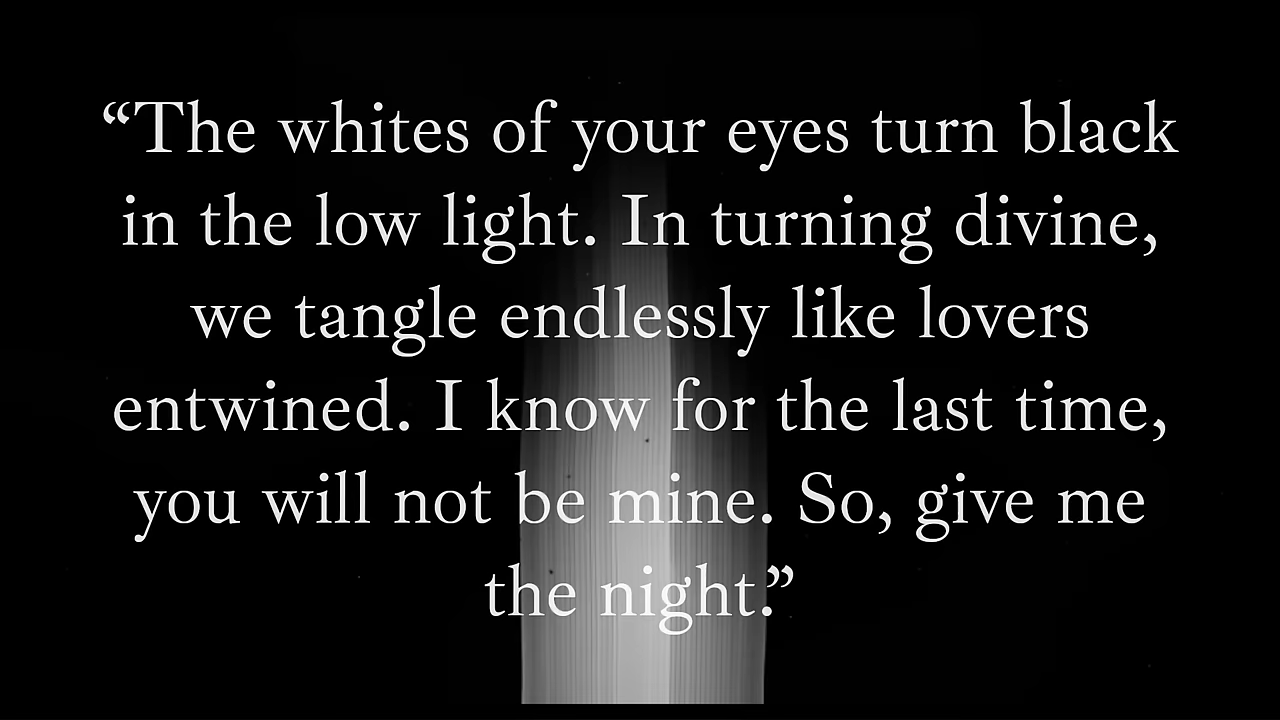 “The whites of your eyes turn black
in the low light. In turning divine,
we tangle endlessly like lovers
entwined. I know for the last time,
you will not be mine. So, give me
the night.”